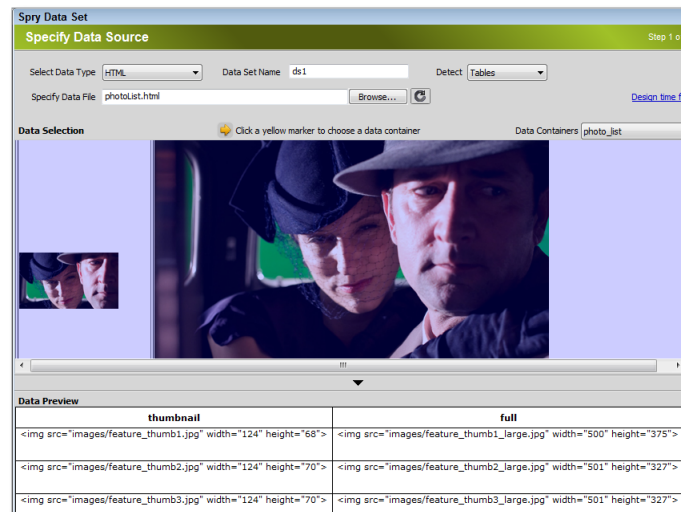 Spry Data Set
Specify Data Source
Step 1 o
Select Data Type HTML Data Set Name ds1 Detect Tables
Specify Data File photoList.html Browse...
Design time f
Data Selection Click a yellow marker to choose a data container Data Containers photo_list
Data Preview
thumbnail full
<img src="images/feature_thumb1.jpg" width="124" height="68"> <img src="images/feature_thumb1_large.jpg" width="500" height="375">
<img src="images/feature_thumb2.jpg" width="124" height="70"> <img src="images/feature_thumb2_large.jpg" width="501" height="327">
<img src="images/feature_thumb3.jpg" width="124" height="70"> <img src="images/feature_thumb3_large.jpg" width="501" height="327">